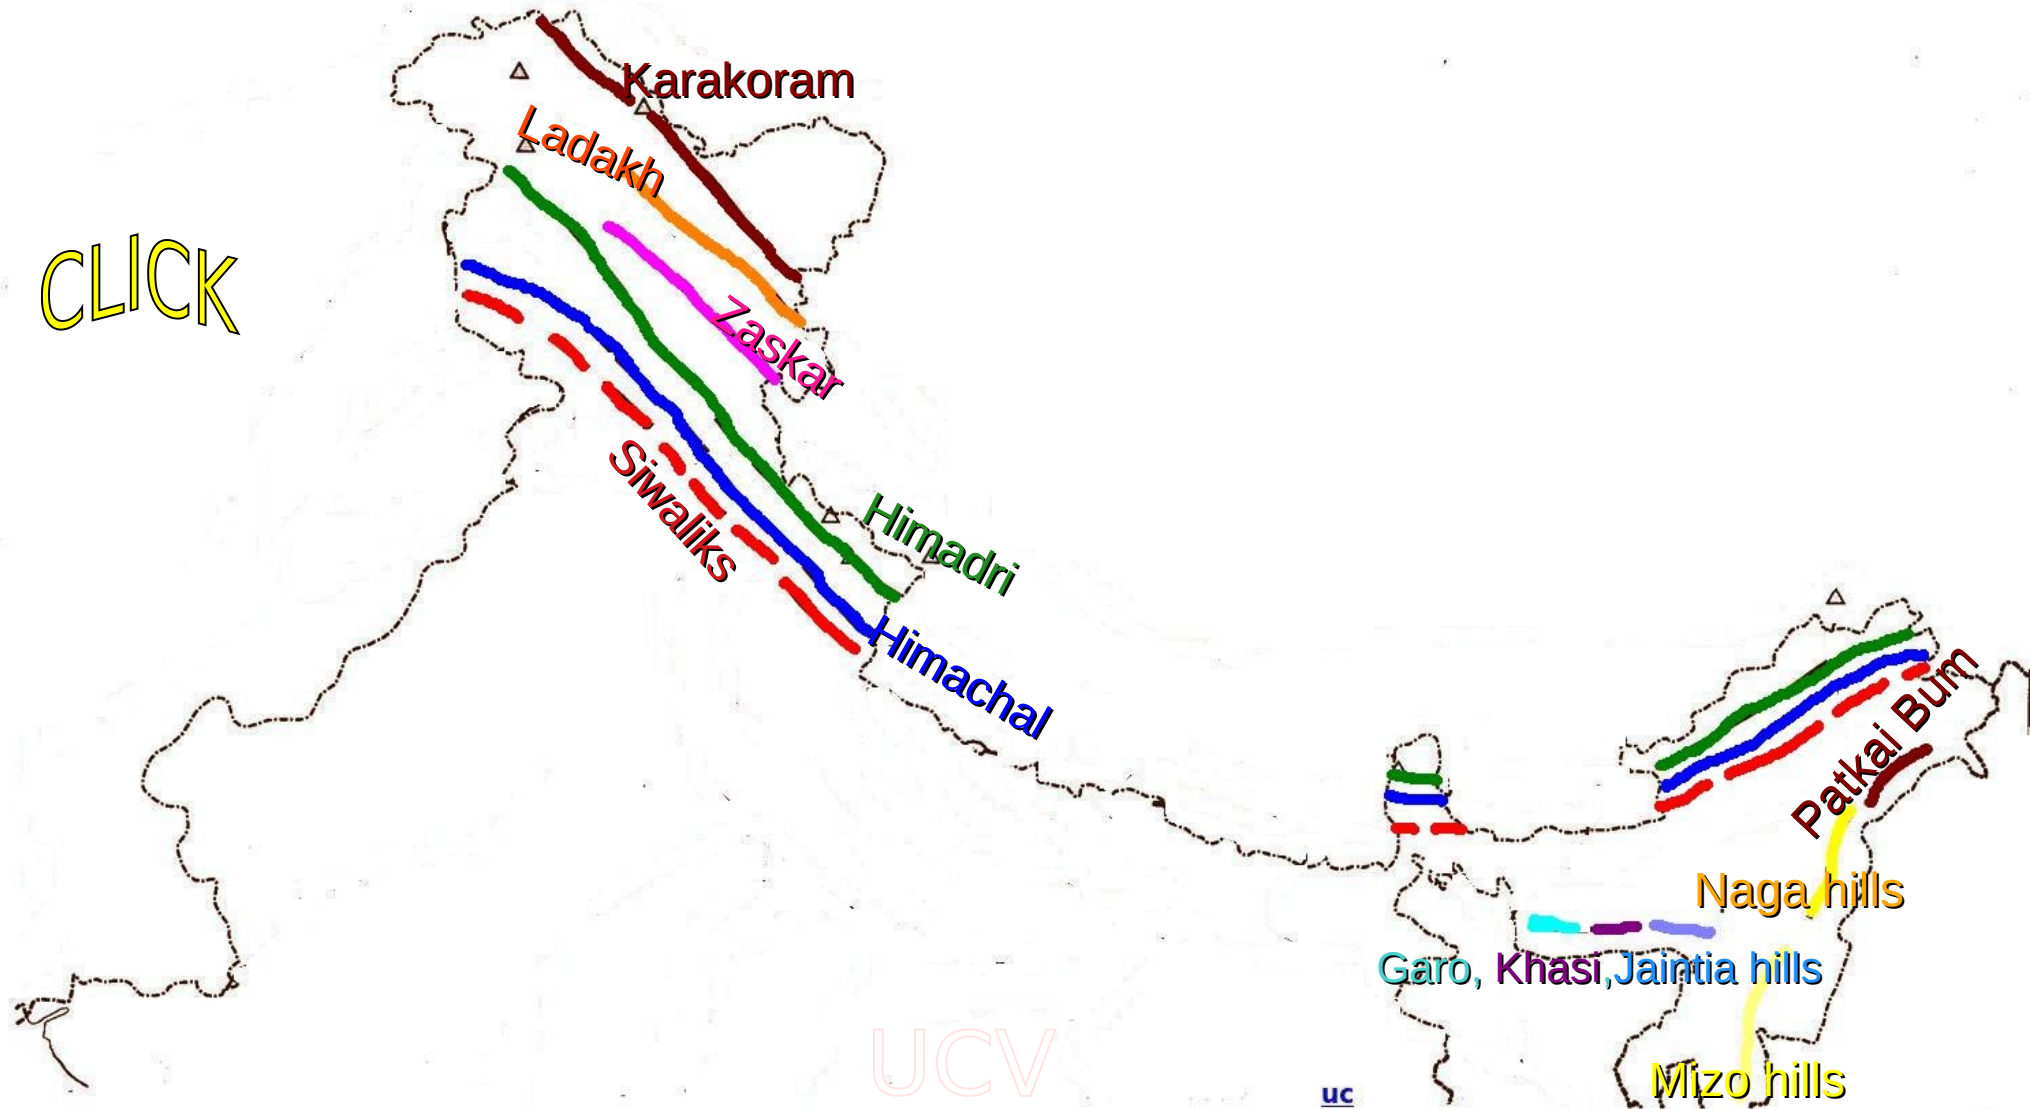 Karakoram
Ladakh
CLICK
Zaskar
Siwaliks
Himadri
Himachal
Patkai Bum
Naga hills
Garo, Khasi,Jaintia hills
UCV
Mizo hills
uc